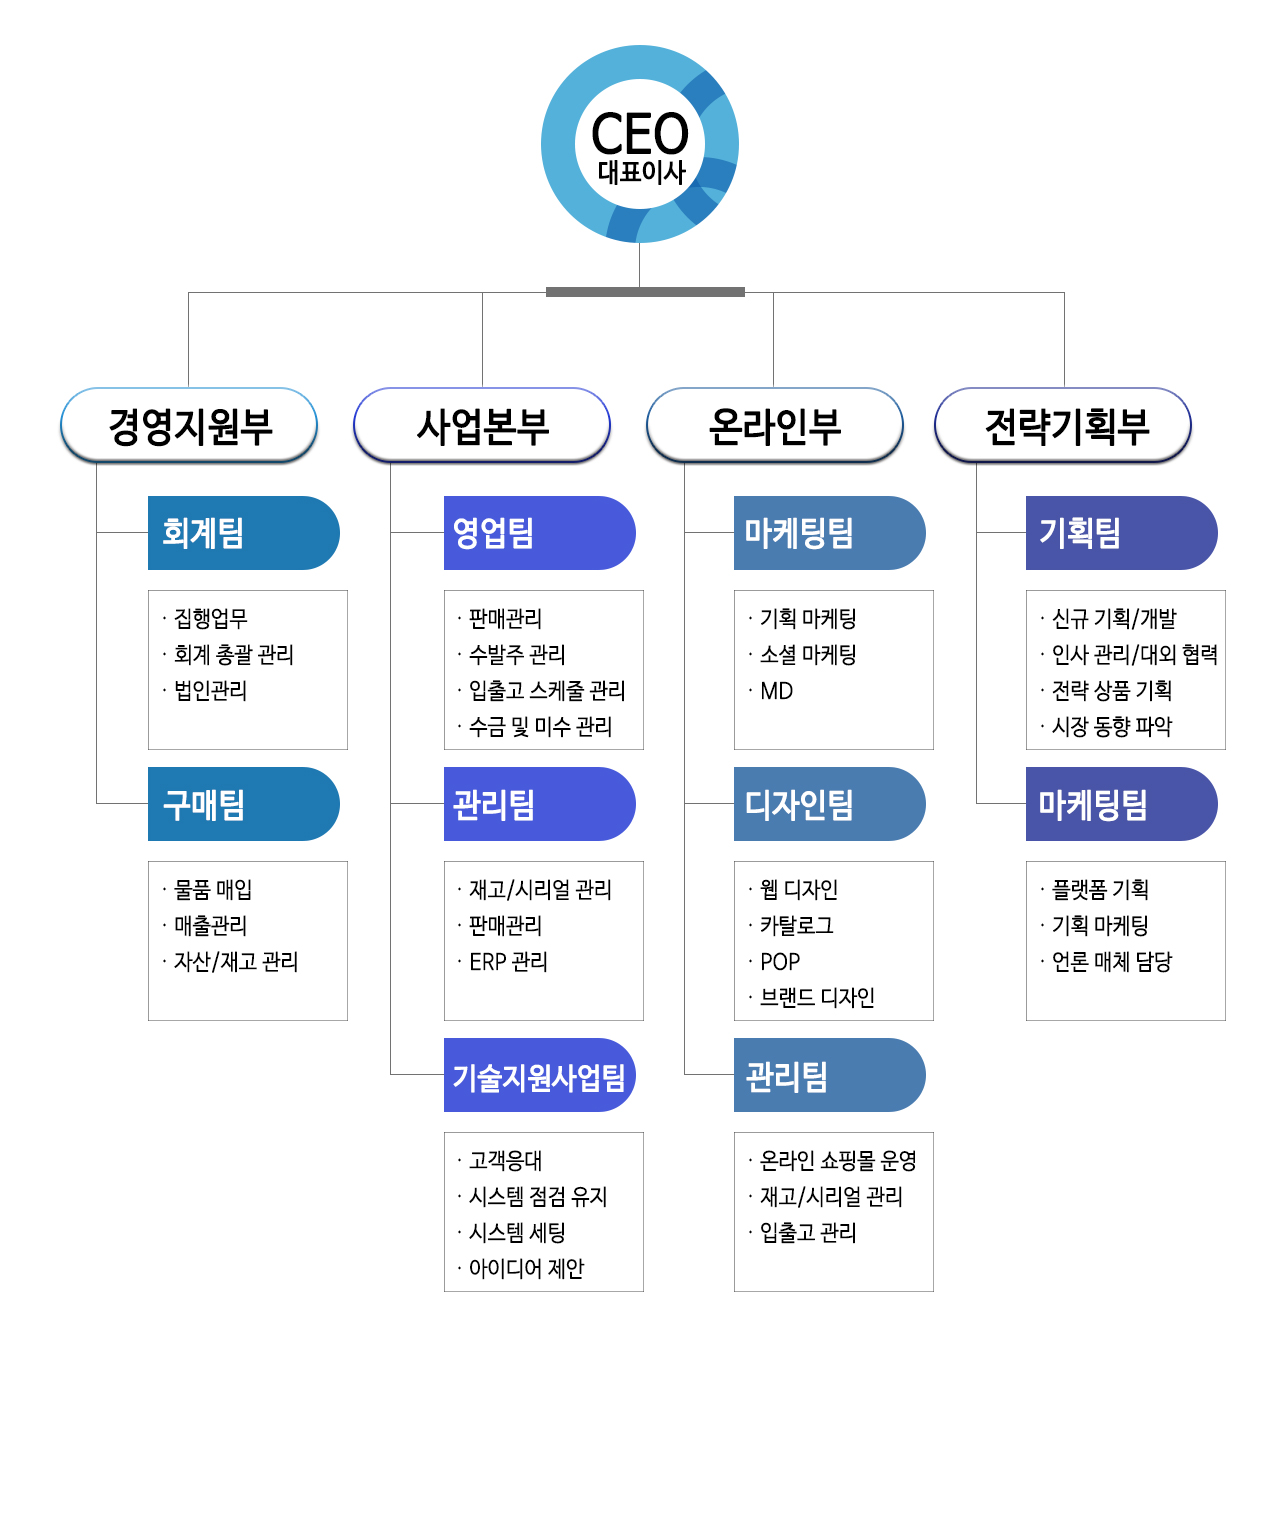 CEO
대표이사
경영지원부
회계팀
· 집행업무
· 회계 총괄 관리
· 법인관리
구매팀
· 물품 매입
· 매출관리
· 자산/재고 관리
사업본부
영업팀
· 판매관리
· 수발주 관리
· 입출고 스케줄 관리
· 수금 및 미수 관리
관리팀
· 재고/시리얼 관리
· 판매관리
· ERP 관리
기술지원사업팀
· 고객응대
· 시스템 점검 유지
· 시스템 세팅
· 아이디어 제안
온라인부
마케팅팀
· 기획 마케팅
· 소셜 마케팅
· MD
디자인팀
· 웹 디자인
· 카탈로그
· POP
· 브랜드 디자인
관리팀
· 온라인 쇼핑몰 운영
· 재고/시리얼 관리
· 입출고 관리
전략기획부
기획팀
· 신규 기획/개발
· 인사 관리/대외 협력
· 전략 상품 기획
· 시장 동향 파악
마케팅팀
· 플랫폼 기획
· 기획 마케팅
· 언론 매체 담당